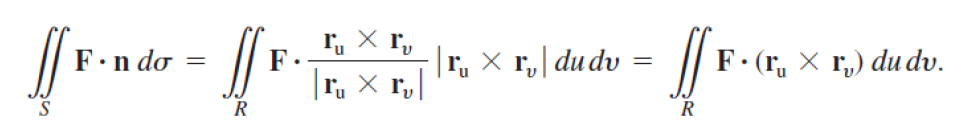 ∬_S F · n dσ = ∬_R F · (r_u × r_v)/|r_u × r_v| |r_u × r_v| du dv = ∬_R F · (r_u × r_v) du dv.